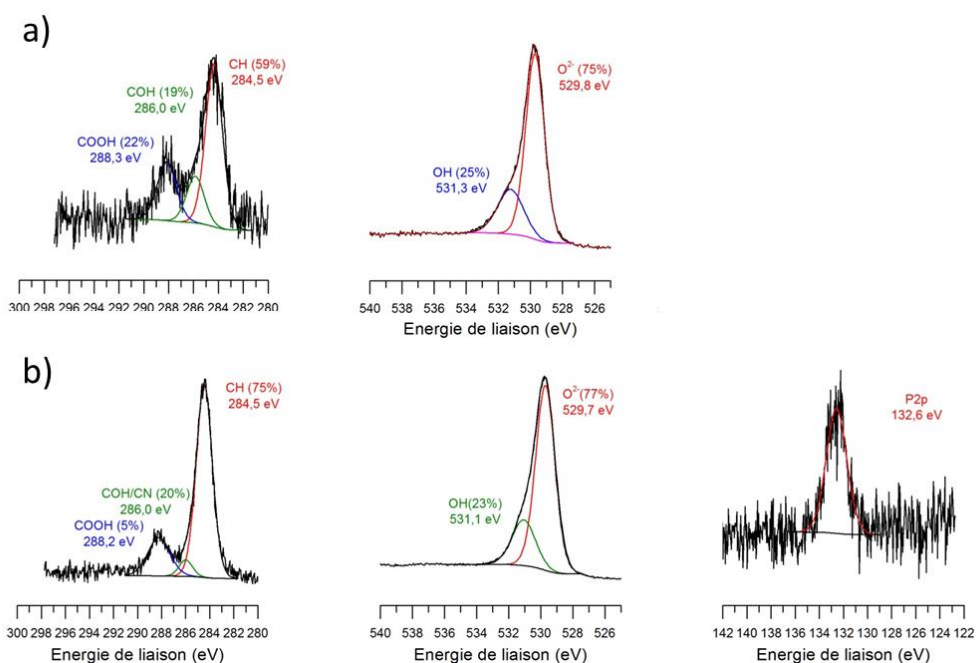 a)
CH (59%)
284,5 eV
COH (19%)
286,0 eV
COOH (22%)
288,3 eV
300 298 296 294 292 290 288 286 284 282 280
O²⁻ (75%)
529,8 eV
OH (25%)
531,3 eV
540 538 536 534 532 530 528 526
Energie de liaison (eV)
b)
CH (75%)
284,5 eV
COH/CN (20%)
286,0 eV
COOH (5%)
288,2 eV
300 298 296 294 292 290 288 286 284 282 280
Energie de liaison (eV)
O²⁻(77%)
529,7 eV
OH(23%)
531,1 eV
540 538 536 534 532 530 528 526
Energie de liaison (eV)
P2p
132,6 eV
142 140 138 136 134 132 130 128 126 124 122
Energie de liaison (eV)